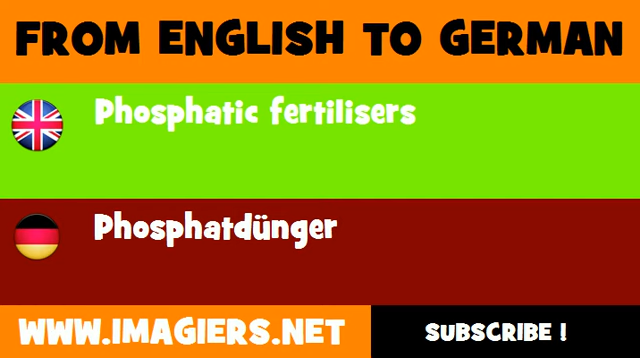 FROM ENGLISH TO GERMAN
Phosphatic fertilisers
Phosphatdünger
WWW.IMAGIERS.NET
SUBSCRIBE !